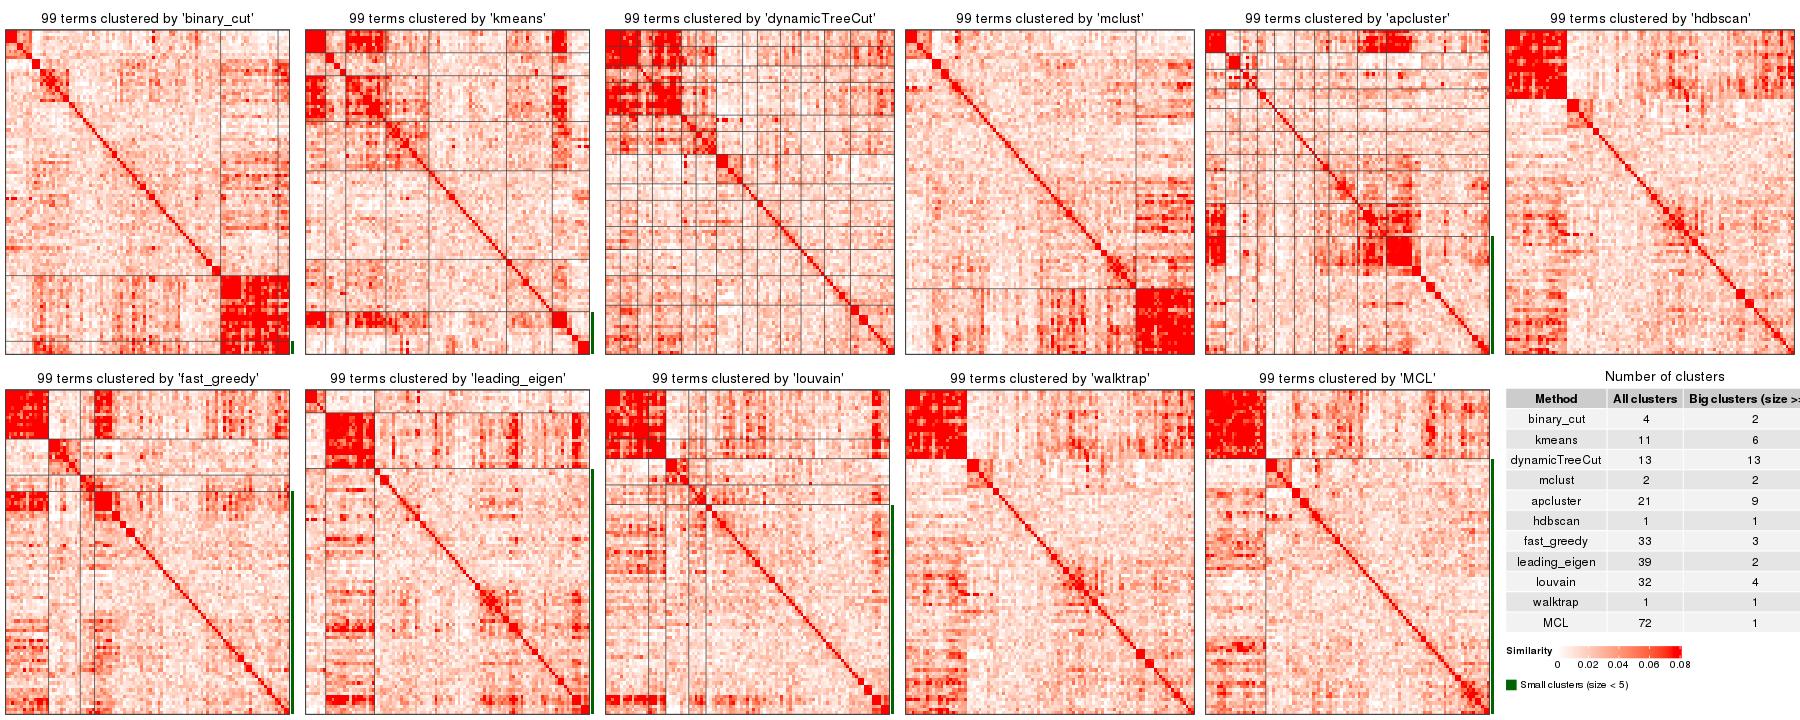 99 terms clustered by 'binary_cut'
99 terms clustered by 'kmeans'
99 terms clustered by 'dynamicTreeCut'
99 terms clustered by 'mclust'
99 terms clustered by 'apcluster'
99 terms clustered by 'hdbscan'
99 terms clustered by 'fast_greedy'
99 terms clustered by 'leading_eigen'
99 terms clustered by 'louvain'
99 terms clustered by 'walktrap'
99 terms clustered by 'MCL'
Number of clusters
Method All clusters Big clusters (size >
binary_cut 4 2
kmeans 11 6
dynamicTreeCut 13 13
mclust 2 2
apcluster 21 9
hdbscan 1 1
fast_greedy 33 3
leading_eigen 39 2
louvain 32 4
walktrap 1 1
MCL 72 1
Similarity
0 0.02 0.04 0.06 0.08
Small clusters (size < 5)